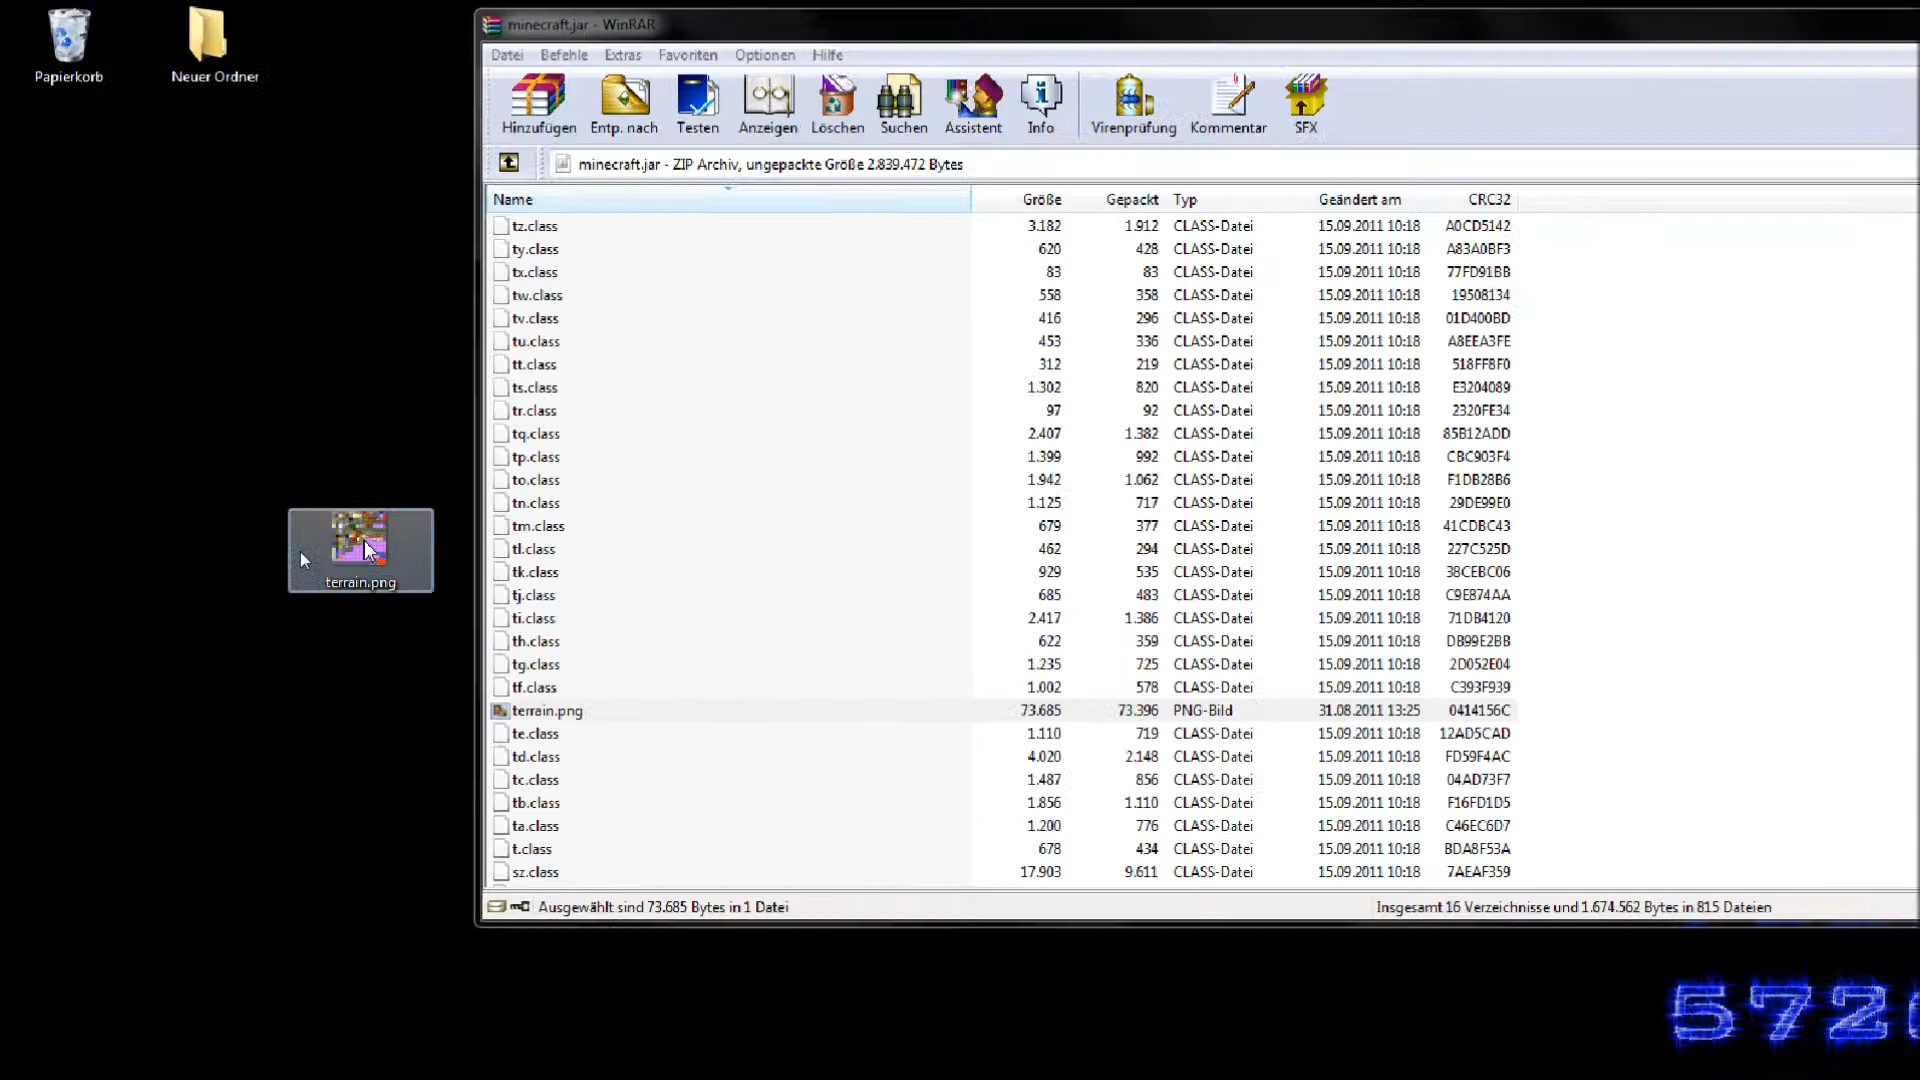 Papierkorb
Neuer Ordner
terrain.png
minecraft.jar - WinRAR
Datei Befehle Extras Favoriten Optionen Hilfe
Hinzufügen Entp. nach Testen Anzeigen Löschen Suchen Assistent Info Virenprüfung Kommentar SFX
minecraft.jar - ZIP Archiv, ungepackte Größe 2.839.472 Bytes
Name Größe Gepackt Typ Geändert am CRC32
tz.class 3.182 1.912 CLASS-Datei 15.09.2011 10:18 A0CD5142
ty.class 620 428 CLASS-Datei 15.09.2011 10:18 A83A0BF3
tx.class 83 83 CLASS-Datei 15.09.2011 10:18 77FD91BB
tw.class 558 358 CLASS-Datei 15.09.2011 10:18 19508134
tv.class 416 296 CLASS-Datei 15.09.2011 10:18 01D400BD
tu.class 453 336 CLASS-Datei 15.09.2011 10:18 A8EEA3FE
tt.class 312 219 CLASS-Datei 15.09.2011 10:18 518FF8F0
ts.class 1.302 820 CLASS-Datei 15.09.2011 10:18 E3204089
tr.class 97 92 CLASS-Datei 15.09.2011 10:18 2320FE34
tq.class 2.407 1.382 CLASS-Datei 15.09.2011 10:18 85B12ADD
tp.class 1.399 992 CLASS-Datei 15.09.2011 10:18 CBC903F4
to.class 1.942 1.062 CLASS-Datei 15.09.2011 10:18 F1DB28B6
tn.class 1.125 717 CLASS-Datei 15.09.2011 10:18 29DE99E0
tm.class 679 377 CLASS-Datei 15.09.2011 10:18 41CDBC43
tl.class 462 294 CLASS-Datei 15.09.2011 10:18 227C525D
tk.class 929 535 CLASS-Datei 15.09.2011 10:18 38CEBC06
tj.class 685 483 CLASS-Datei 15.09.2011 10:18 C9E874AA
ti.class 2.417 1.386 CLASS-Datei 15.09.2011 10:18 71DB4120
th.class 622 359 CLASS-Datei 15.09.2011 10:18 DB99E2BB
tg.class 1.235 725 CLASS-Datei 15.09.2011 10:18 2D052E04
tf.class 1.002 578 CLASS-Datei 15.09.2011 10:18 C393F939
terrain.png 73.685 73.396 PNG-Bild 31.08.2011 13:25 0414156C
te.class 1.110 719 CLASS-Datei 15.09.2011 10:18 12AD5CAD
td.class 4.020 2.148 CLASS-Datei 15.09.2011 10:18 FD59F4AC
tc.class 1.487 856 CLASS-Datei 15.09.2011 10:18 04AD73F7
tb.class 1.856 1.110 CLASS-Datei 15.09.2011 10:18 F16FD1D5
ta.class 1.200 776 CLASS-Datei 15.09.2011 10:18 C46EC6D7
t.class 678 434 CLASS-Datei 15.09.2011 10:18 BDA8F53A
sz.class 17.903 9.611 CLASS-Datei 15.09.2011 10:18 7AEAF359
Ausgewählt sind 73.685 Bytes in 1 Datei Insgesamt 16 Verzeichnisse und 1.674.562 Bytes in 815 Dateien
572